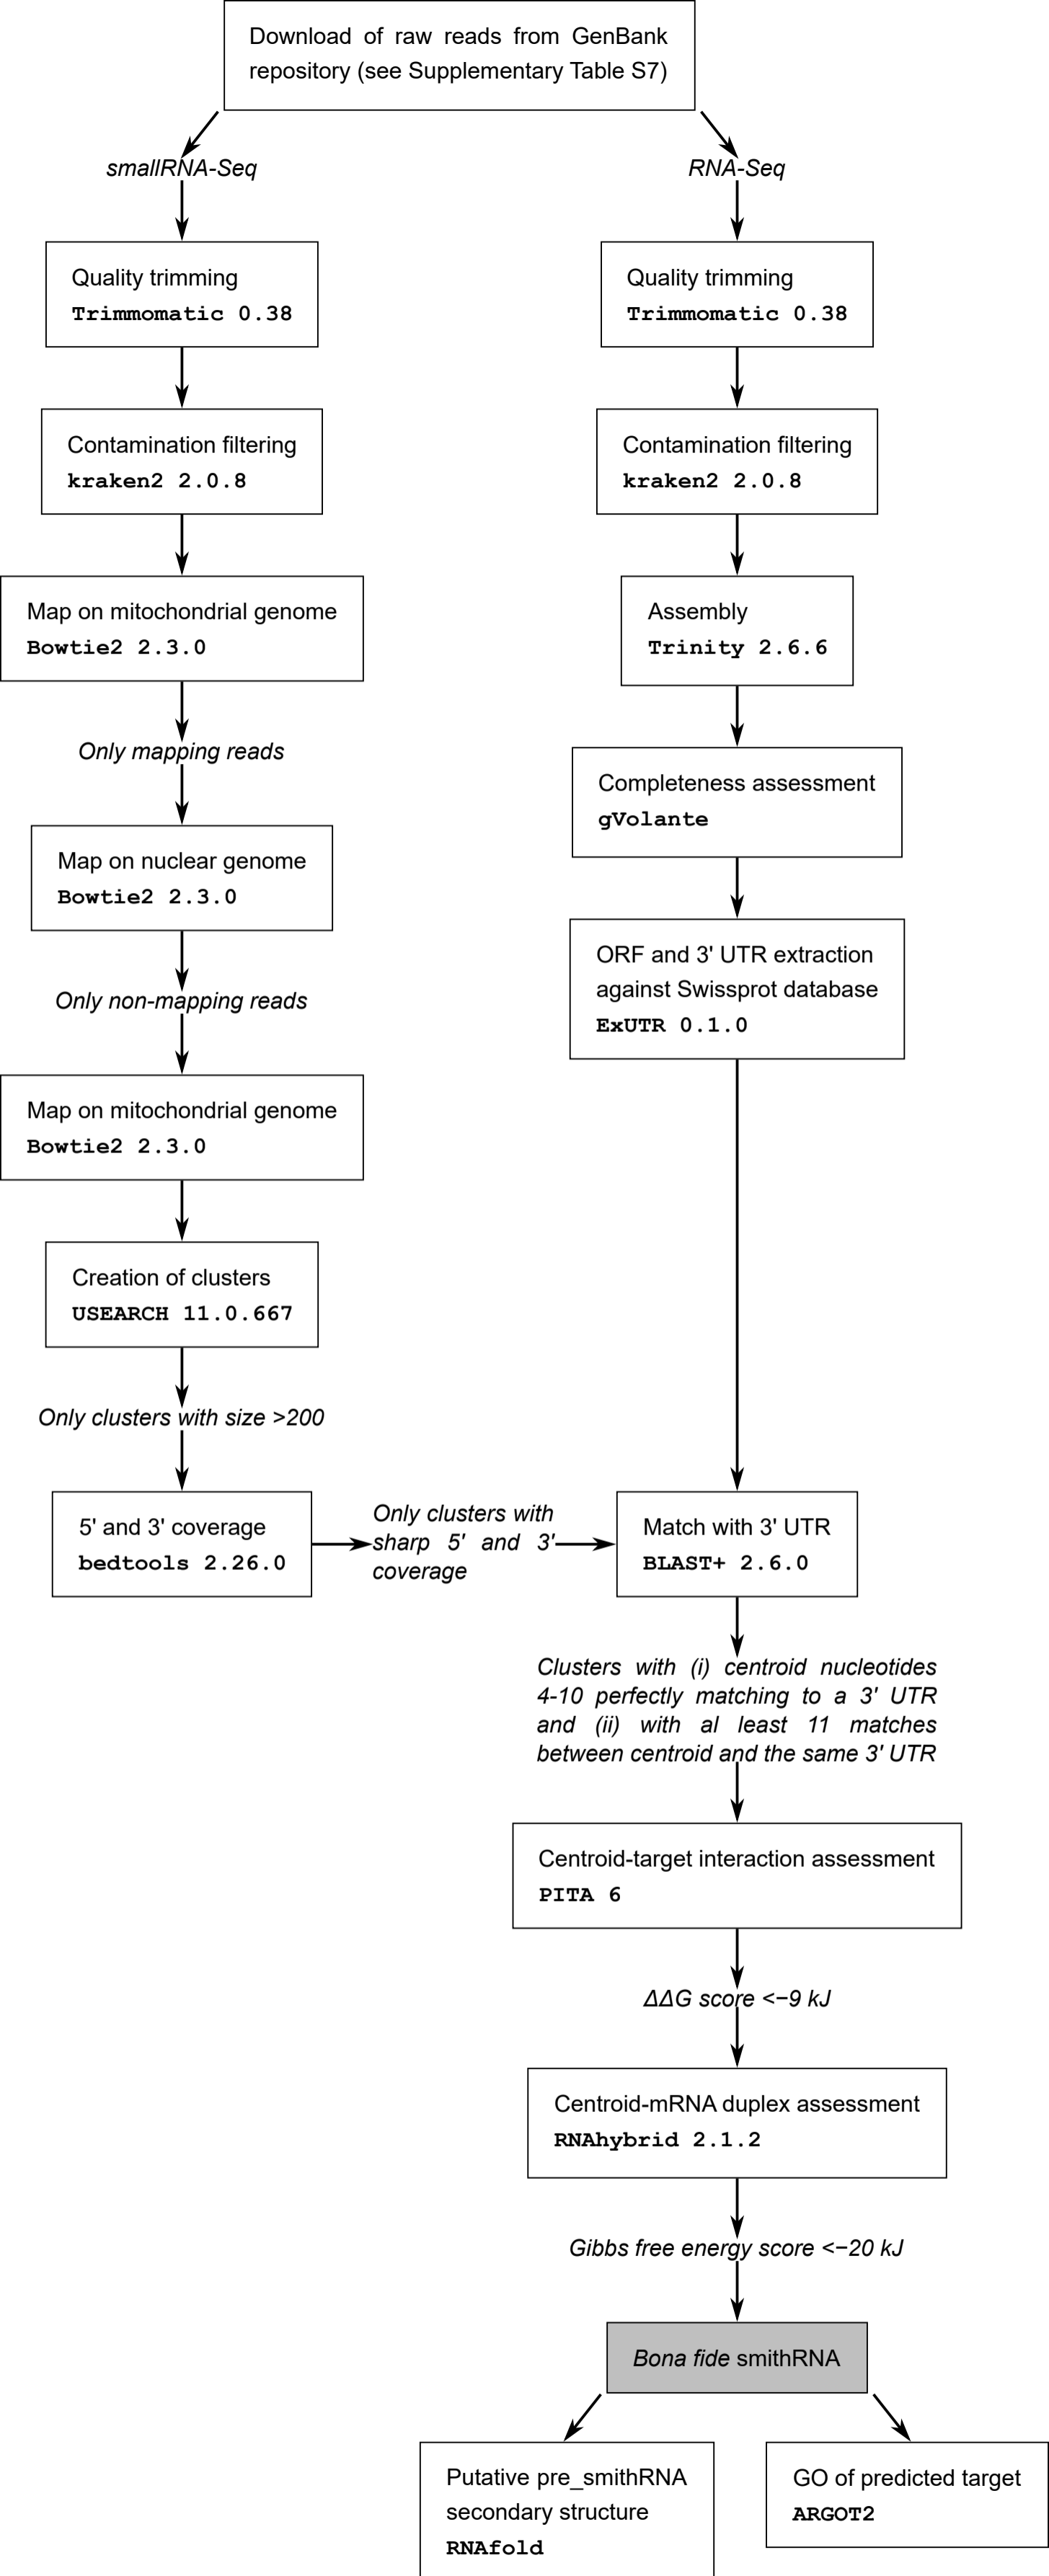 Download of raw reads from GenBank
repository (see Supplementary Table S7)
smallRNA-Seq
RNA-Seq
Quality trimming
Trimmomatic 0.38
Quality trimming
Trimmomatic 0.38
Contamination filtering
kraken2 2.0.8
Contamination filtering
kraken2 2.0.8
Map on mitochondrial genome
Bowtie2 2.3.0
Assembly
Trinity 2.6.6
Only mapping reads
Completeness assessment
gVolante
Map on nuclear genome
Bowtie2 2.3.0
ORF and 3' UTR extraction
against Swissprot database
ExUTR 0.1.0
Only non-mapping reads
Map on mitochondrial genome
Bowtie2 2.3.0
Creation of clusters
USEARCH 11.0.667
Only clusters with size >200
5' and 3' coverage
bedtools 2.26.0
Only clusters with
sharp 5' and 3'
coverage
Match with 3' UTR
BLAST+ 2.6.0
Clusters with (i) centroid nucleotides
4-10 perfectly matching to a 3' UTR
and (ii) with al least 11 matches
between centroid and the same 3' UTR
Centroid-target interaction assessment
PITA 6
ΔΔG score <−9 kJ
Centroid-mRNA duplex assessment
RNAhybrid 2.1.2
Gibbs free energy score <−20 kJ
Bona fide smithRNA
Putative pre_smithRNA
secondary structure
RNAfold
GO of predicted target
ARGOT2